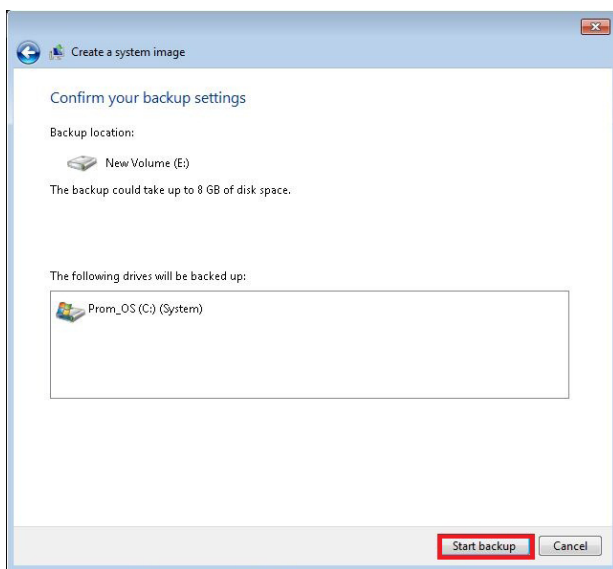 Create a system image
Confirm your backup settings
Backup location:
New Volume (E:)
The backup could take up to 8 GB of disk space.
The following drives will be backed up:
Prom_OS (C:) (System)
Start backup
Cancel